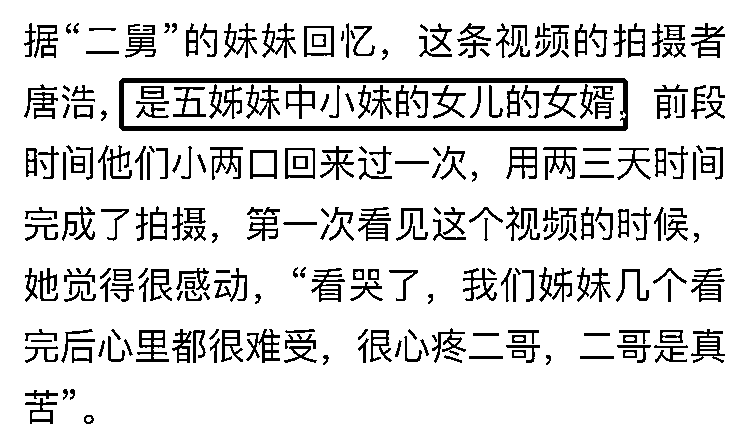 据“二舅”的妹妹回忆，这条视频的拍摄者
唐浩，是五姊妹中小妹的女儿的女婿，前段
时间他们小两口回来过一次，用两三天时间
完成了拍摄，第一次看见这个视频的时候，
她觉得很感动，“看哭了，我们姊妹几个看
完后心里都很难受，很心疼二哥，二哥是真
苦”。